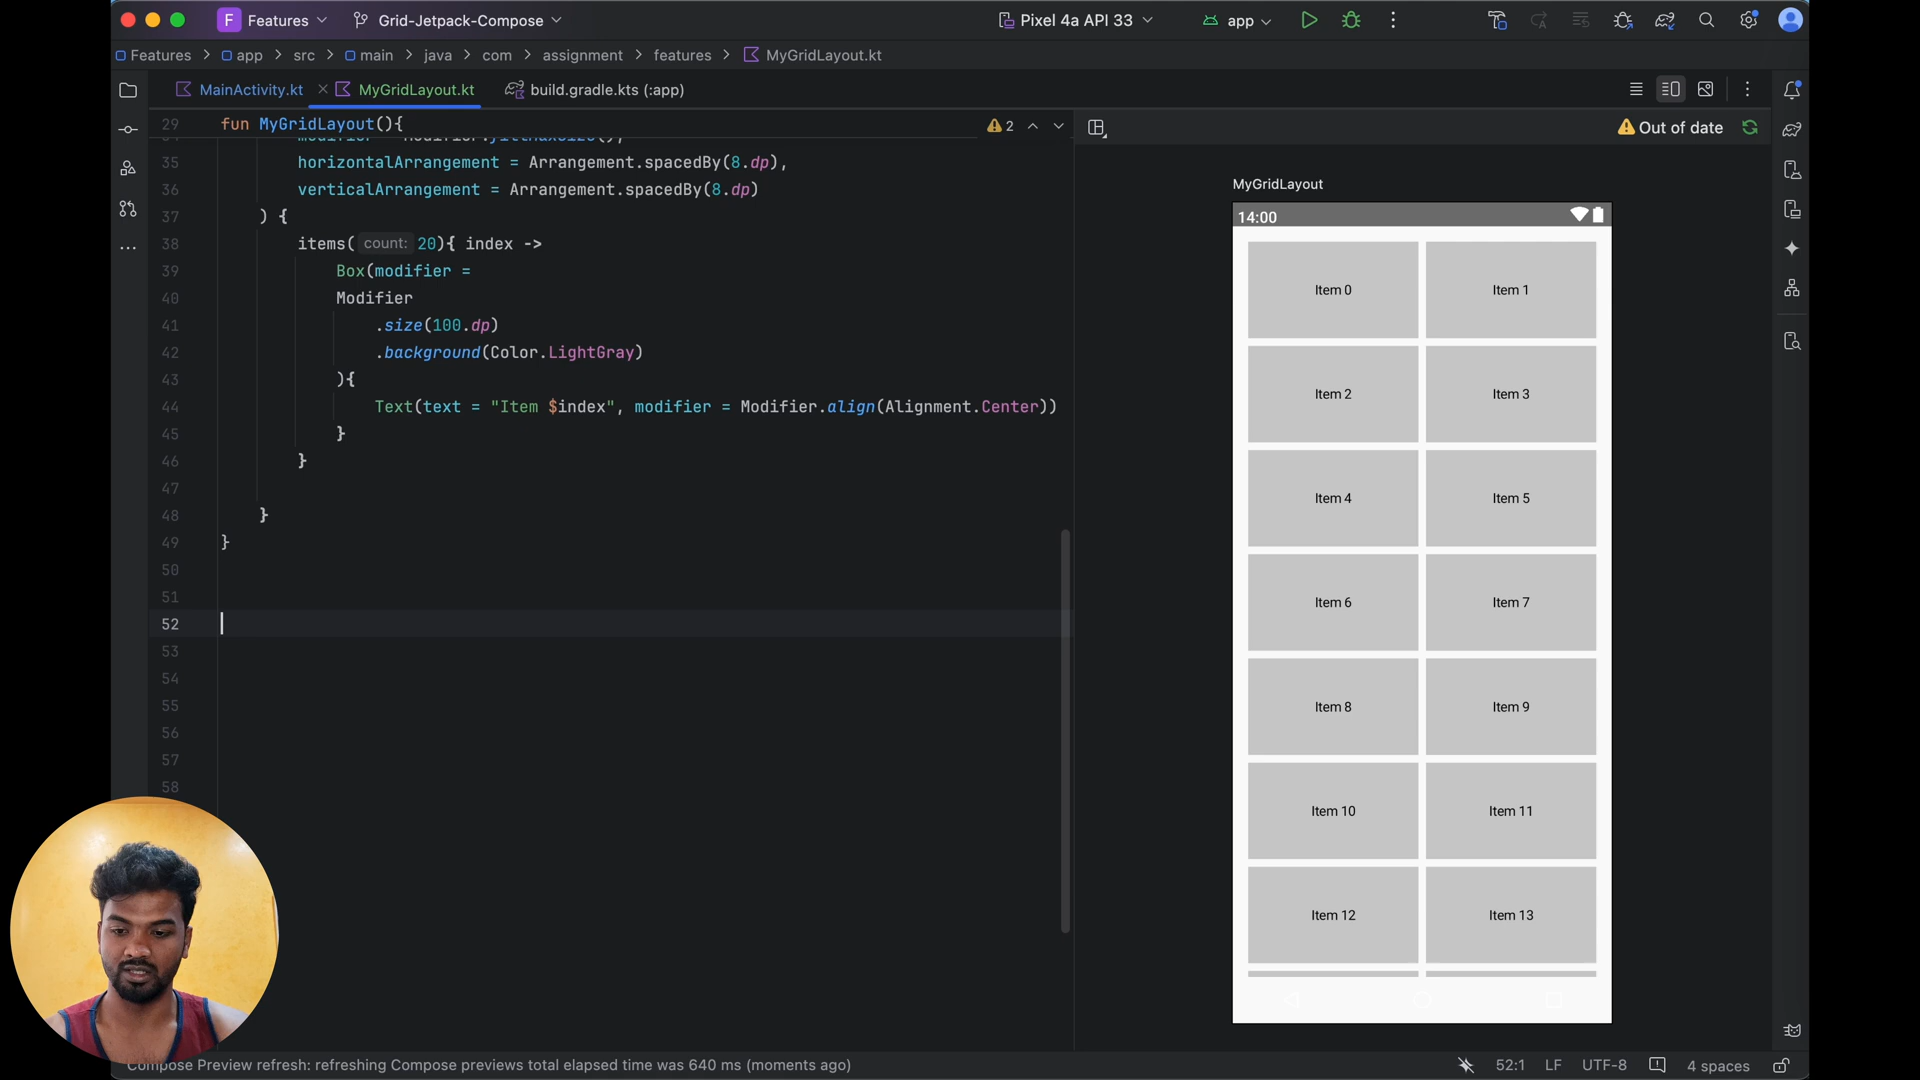 F Features Grid-Jetpack-Compose Pixel 4a API 33 app
Features > app > src > main > java > com > assignment > features > MyGridLayout.kt
MainActivity.kt MyGridLayout.kt build.gradle.kts (:app)
29 fun MyGridLayout(){ 2 Out of date
35 horizontalArrangement = Arrangement.spacedBy(8.dp),
36 verticalArrangement = Arrangement.spacedBy(8.dp)
37 ) {
38 items( count: 20){ index ->
39 Box(modifier =
40 Modifier
41 .size(100.dp)
42 .background(Color.LightGray)
43 ){
44 Text(text = "Item $index", modifier = Modifier.align(Alignment.Center))
45 }
46 }
47
48 }
49 }
50
51
52
53
54
55
56
57
58
MyGridLayout
14:00
Item 0 Item 1
Item 2 Item 3
Item 4 Item 5
Item 6 Item 7
Item 8 Item 9
Item 10 Item 11
Item 12 Item 13
Compose Preview refresh: refreshing Compose previews total elapsed time was 640 ms (moments ago) 52:1 LF UTF-8 4 spaces